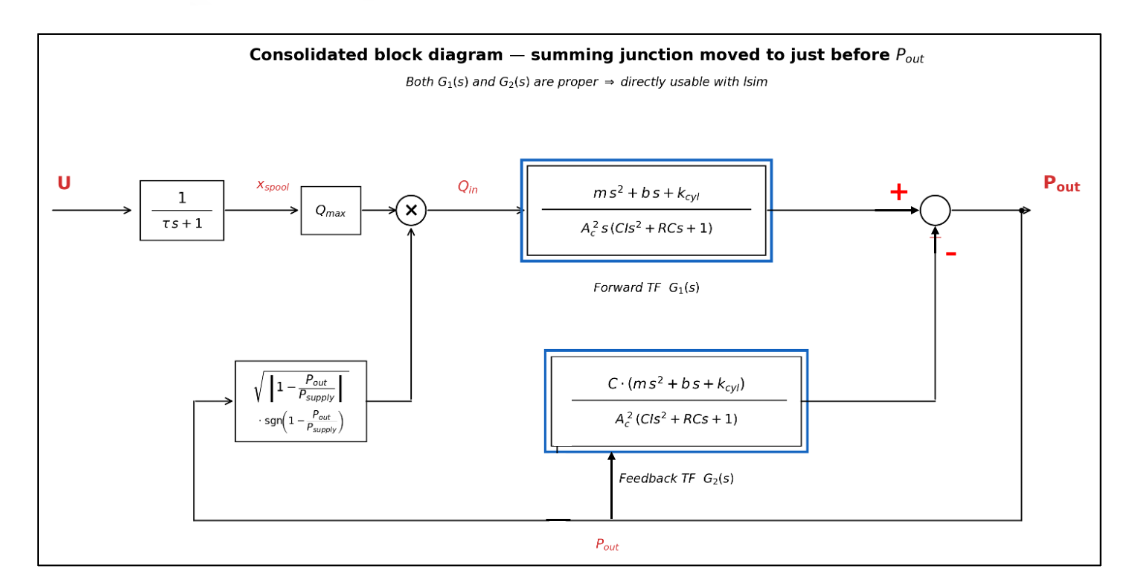 Consolidated block diagram — summing junction moved to just before P_out
Both G₁(s) and G₂(s) are proper ⇒ directly usable with lsim
U
1
τ s + 1
x_spool
Q_max
×
Q_in
m s² + b s + k_cyl
A_c² s (CIs² + RCs + 1)
Forward TF G₁(s)
+
-
P_out
√|1 − P_out/P_supply|
· sgn(1 − P_out/P_supply)
C · (m s² + b s + k_cyl)
A_c² (CIs² + RCs + 1)
Feedback TF G₂(s)
P_out